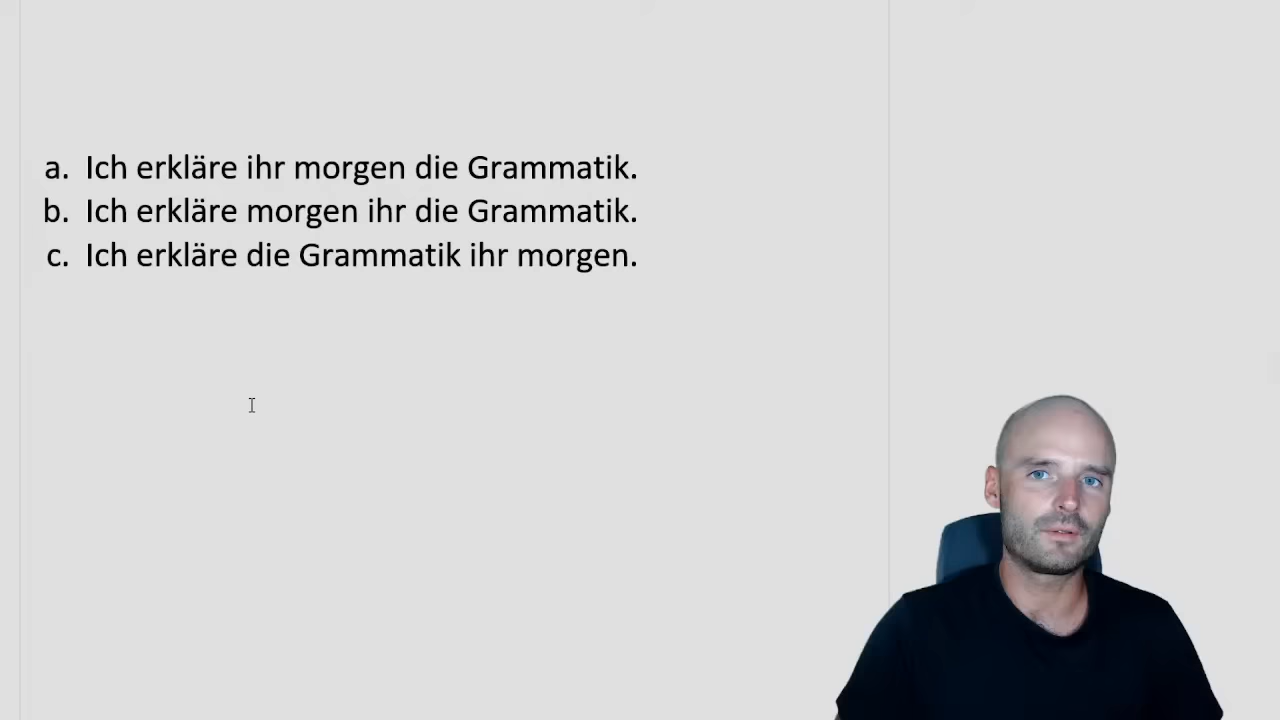 a. Ich erkläre ihr morgen die Grammatik.
b. Ich erkläre morgen ihr die Grammatik.
c. Ich erkläre die Grammatik ihr morgen.